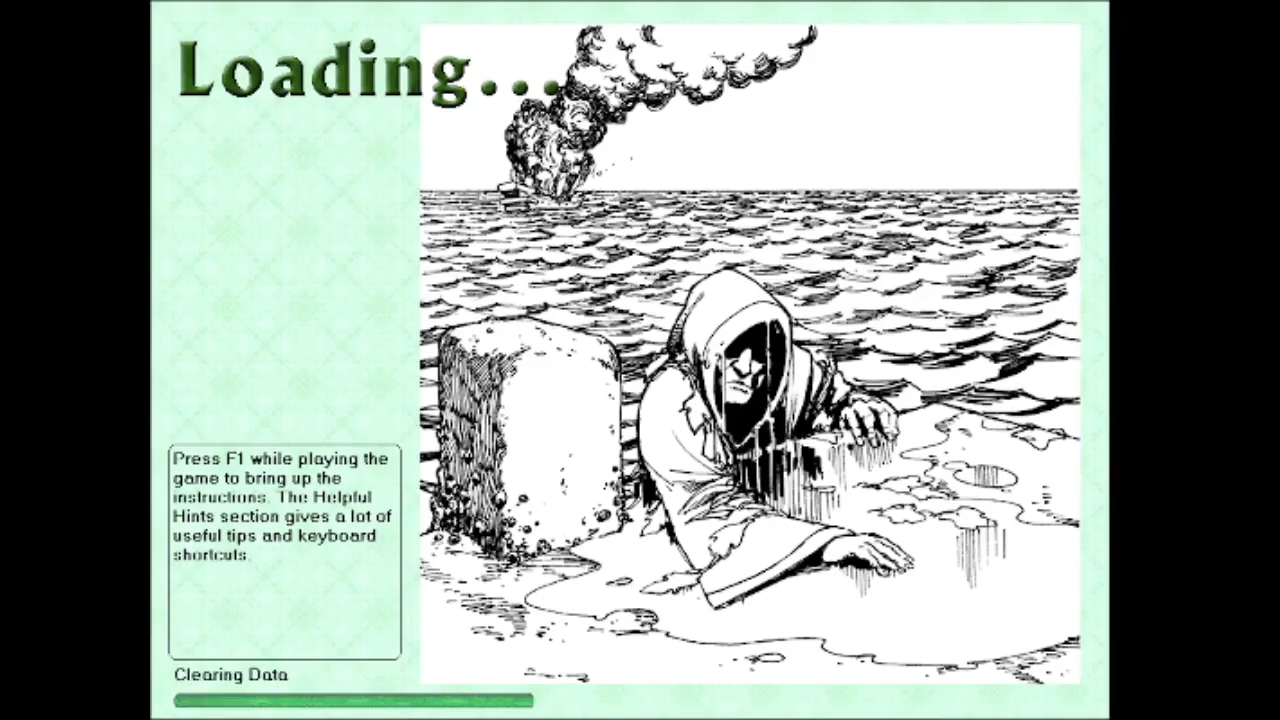 Loading...
Press F1 while playing the
game to bring up the
instructions. The Helpful
Hints section gives a lot of
useful tips and keyboard
shortcuts.
Clearing Data